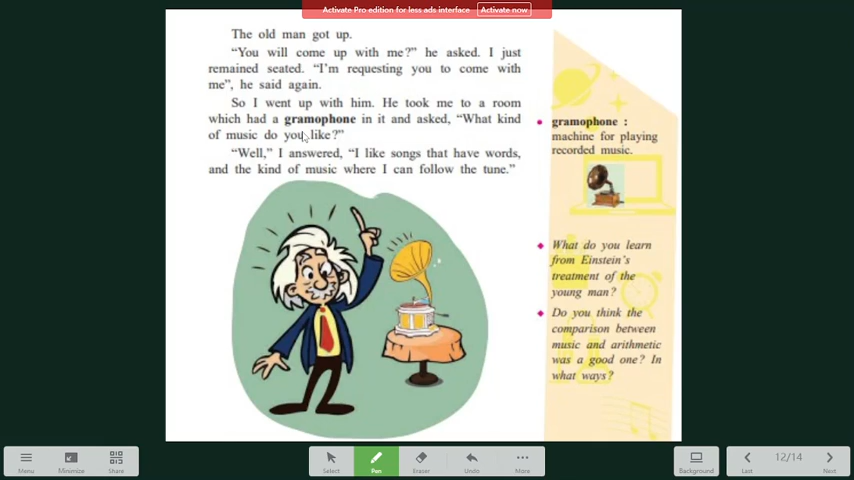 Activate Pro edition for less ads interface Activate now
The old man got up.
“You will come up with me?” he asked. I just
remained seated. “I’m requesting you to come with
me”, he said again.
So I went up with him. He took me to a room
which had a gramophone in it and asked, “What kind
of music do you like?”
“Well,” I answered, “I like songs that have words,
and the kind of music where I can follow the tune.”
gramophone :
machine for playing
recorded music.
What do you learn
from Einstein’s
treatment of the
young man?
Do you think the
comparison between
music and arithmetic
was a good one? In
what ways?
Menu Minimize Share Select Pen Eraser Undo More Background Last 12/14 Next